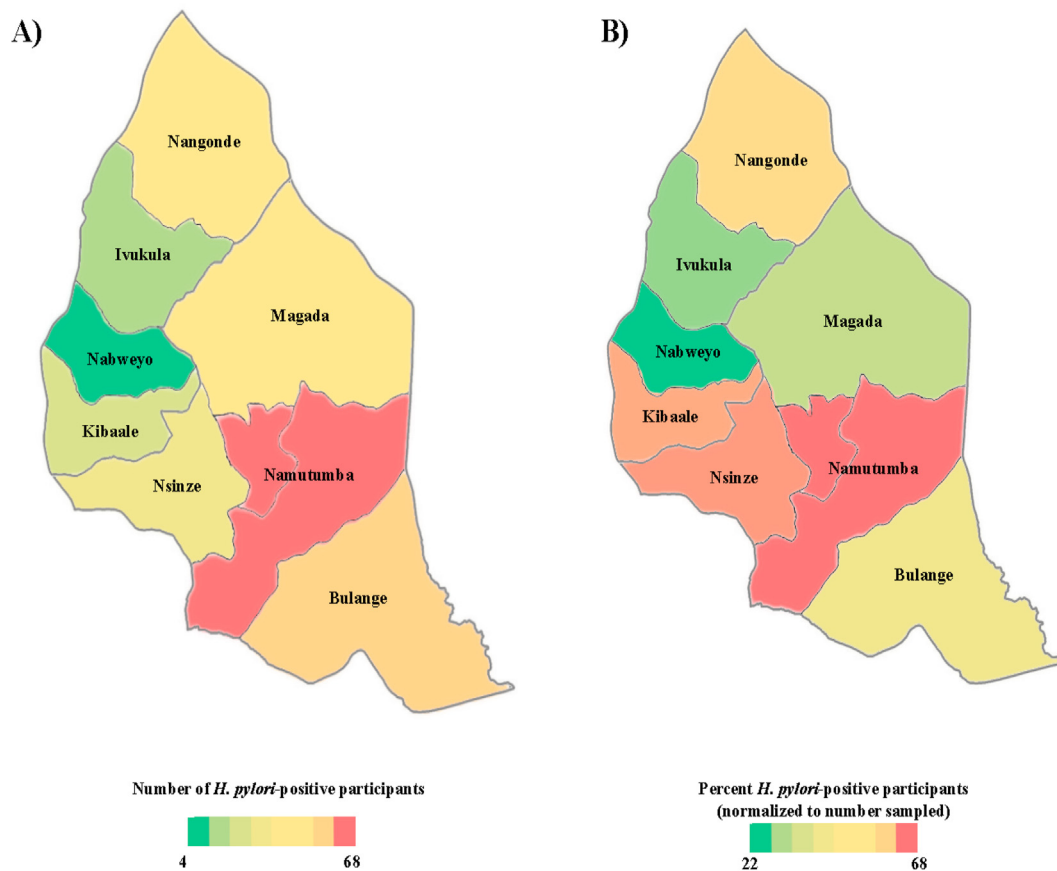 A)
Nangonde
Ivukula
Magada
Nabweyo
Kibaale
Nsinze
Namutumba
Bulange
Number of H. pylori-positive participants
4 68
B)
Nangonde
Ivukula
Magada
Nabweyo
Kibaale
Nsinze
Namutumba
Bulange
Percent H. pylori-positive participants
(normalized to number sampled)
22 68